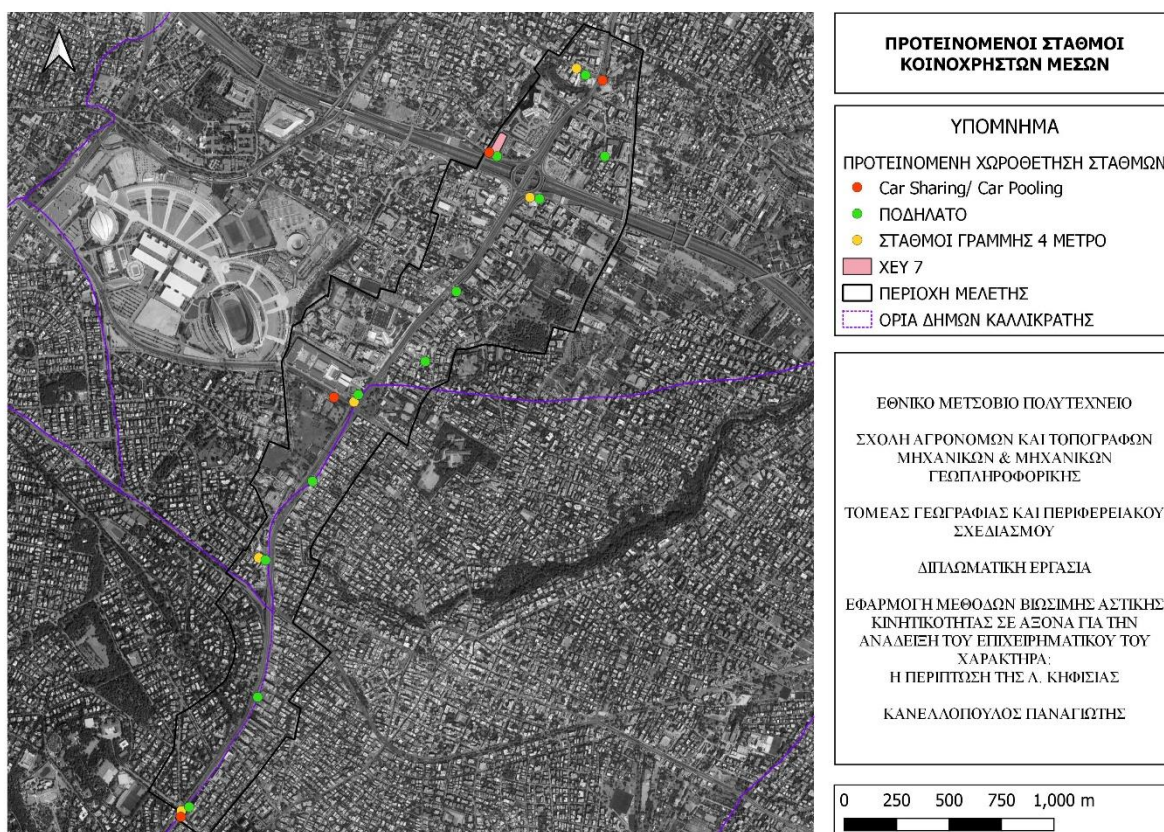 ΠΡΟΤΕΙΝΟΜΕΝΟΙ ΣΤΑΘΜΟΙ
ΚΟΙΝΟΧΡΗΣΤΩΝ ΜΕΣΩΝ
ΥΠΟΜΝΗΜΑ
ΠΡΟΤΕΙΝΟΜΕΝΗ ΧΩΡΟΘΕΤΗΣΗ ΣΤΑΘΜΩΝ
Car Sharing/ Car Pooling
ΠΟΔΗΛΑΤΟ
ΣΤΑΘΜΟΙ ΓΡΑΜΜΗΣ 4 ΜΕΤΡΟ
ΧΕΥ 7
ΠΕΡΙΟΧΗ ΜΕΛΕΤΗΣ
ΟΡΙΑ ΔΗΜΩΝ ΚΑΛΛΙΚΡΑΤΗΣ
ΕΘΝΙΚΟ ΜΕΤΣΟΒΙΟ ΠΟΛΥΤΕΧΝΕΙΟ
ΣΧΟΛΗ ΑΓΡΟΝΟΜΩΝ ΚΑΙ ΤΟΠΟΓΡΑΦΩΝ
ΜΗΧΑΝΙΚΩΝ & ΜΗΧΑΝΙΚΩΝ
ΓΕΩΠΛΗΡΟΦΟΡΙΚΗΣ
ΤΟΜΕΑΣ ΓΕΩΓΡΑΦΙΑΣ ΚΑΙ ΠΕΡΙΦΕΡΕΙΑΚΟΥ
ΣΧΕΔΙΑΣΜΟΥ
ΔΙΠΛΩΜΑΤΙΚΗ ΕΡΓΑΣΙΑ
ΕΦΑΡΜΟΓΗ ΜΕΘΟΔΩΝ ΒΙΩΣΙΜΗΣ ΑΣΤΙΚΗΣ
ΚΙΝΗΤΙΚΟΤΗΤΑΣ ΣΕ ΑΞΟΝΑ ΓΙΑ ΤΗΝ
ΑΝΑΔΕΙΞΗ ΤΟΥ ΕΠΙΧΕΙΡΗΜΑΤΙΚΟΥ ΤΟΥ
ΧΑΡΑΚΤΗΡΑ:
Η ΠΕΡΙΠΤΩΣΗ ΤΗΣ Λ. ΚΗΦΙΣΙΑΣ
ΚΑΝΕΛΛΟΠΟΥΛΟΣ ΠΑΝΑΓΙΩΤΗΣ
0 250 500 750 1,000 m